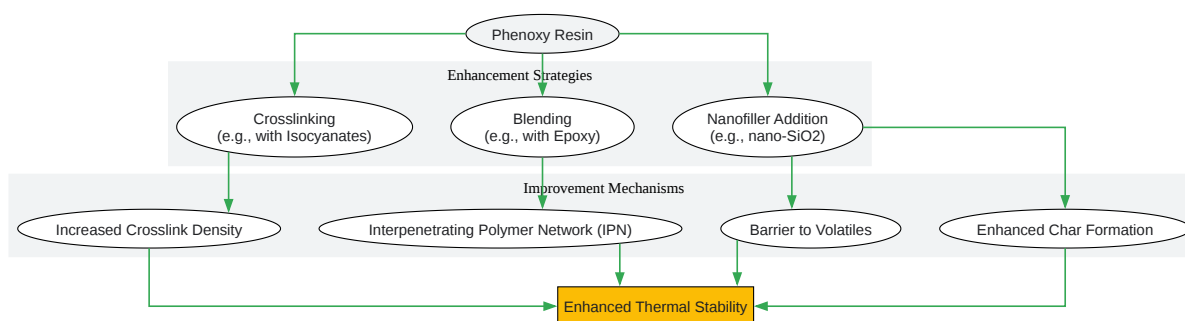 Phenoxy Resin
Enhancement Strategies
Crosslinking
(e.g., with Isocyanates)
Blending
(e.g., with Epoxy)
Nanofiller Addition
(e.g., nano-SiO2)
Improvement Mechanisms
Increased Crosslink Density
Interpenetrating Polymer Network (IPN)
Barrier to Volatiles
Enhanced Char Formation
Enhanced Thermal Stability